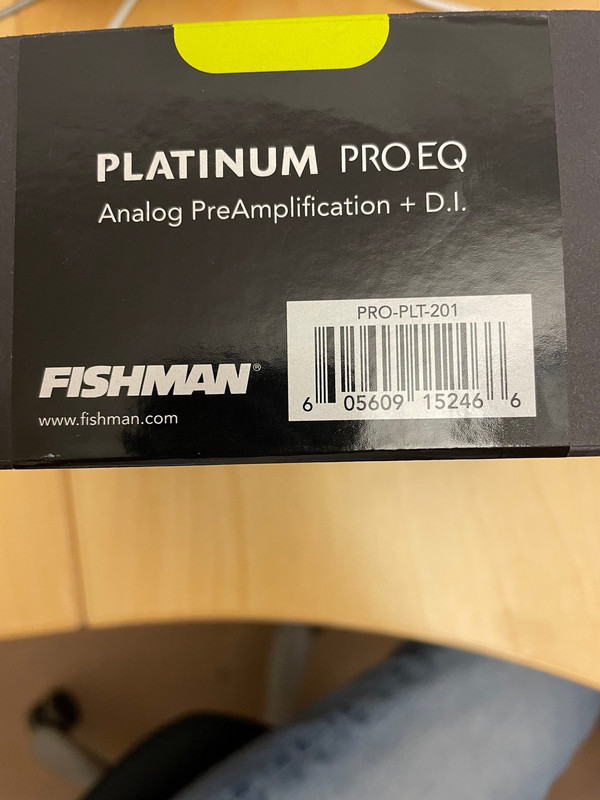 PLATINUM PRO EQ
Analog PreAmplification + D.I.
PRO-PLT-201
6 05609 15246 6
FISHMAN®
www.fishman.com